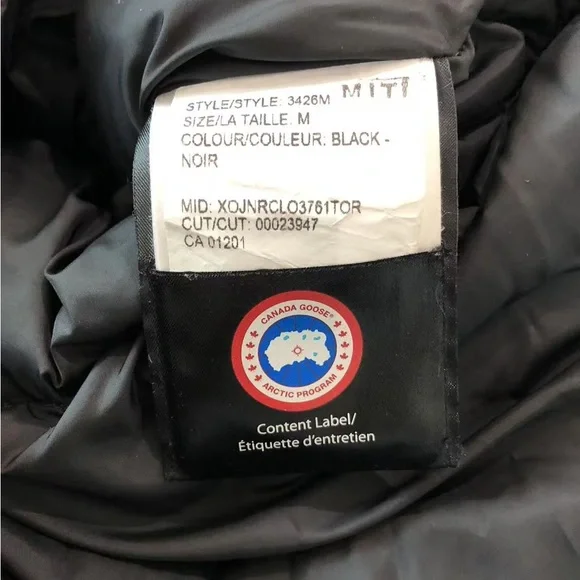 STYLE/STYLE: 3426M
MITI
SIZE/LA TAILLE: M
COLOUR/COULEUR: BLACK -
NOIR
MID: XOJNRCLO3761TOR
CUT/CUT: 00023947
CA 01201
CANADA GOOSE®
ARCTIC PROGRAM
Content Label/
Étiquette d'entretien